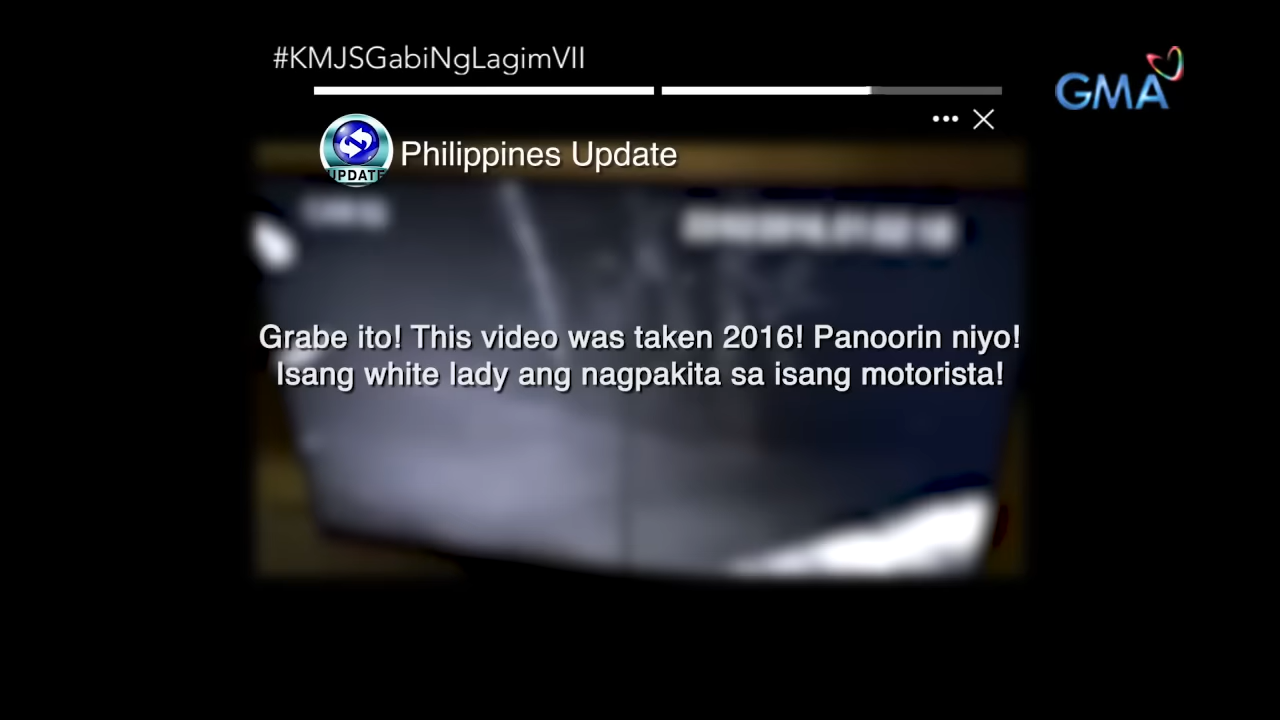 #KMJSGabiNgLagimVII
GMA
Philippines Update
UPDATE
Grabe ito! This video was taken 2016! Panoorin niyo!
Isang white lady ang nagpakita sa isang motorista!